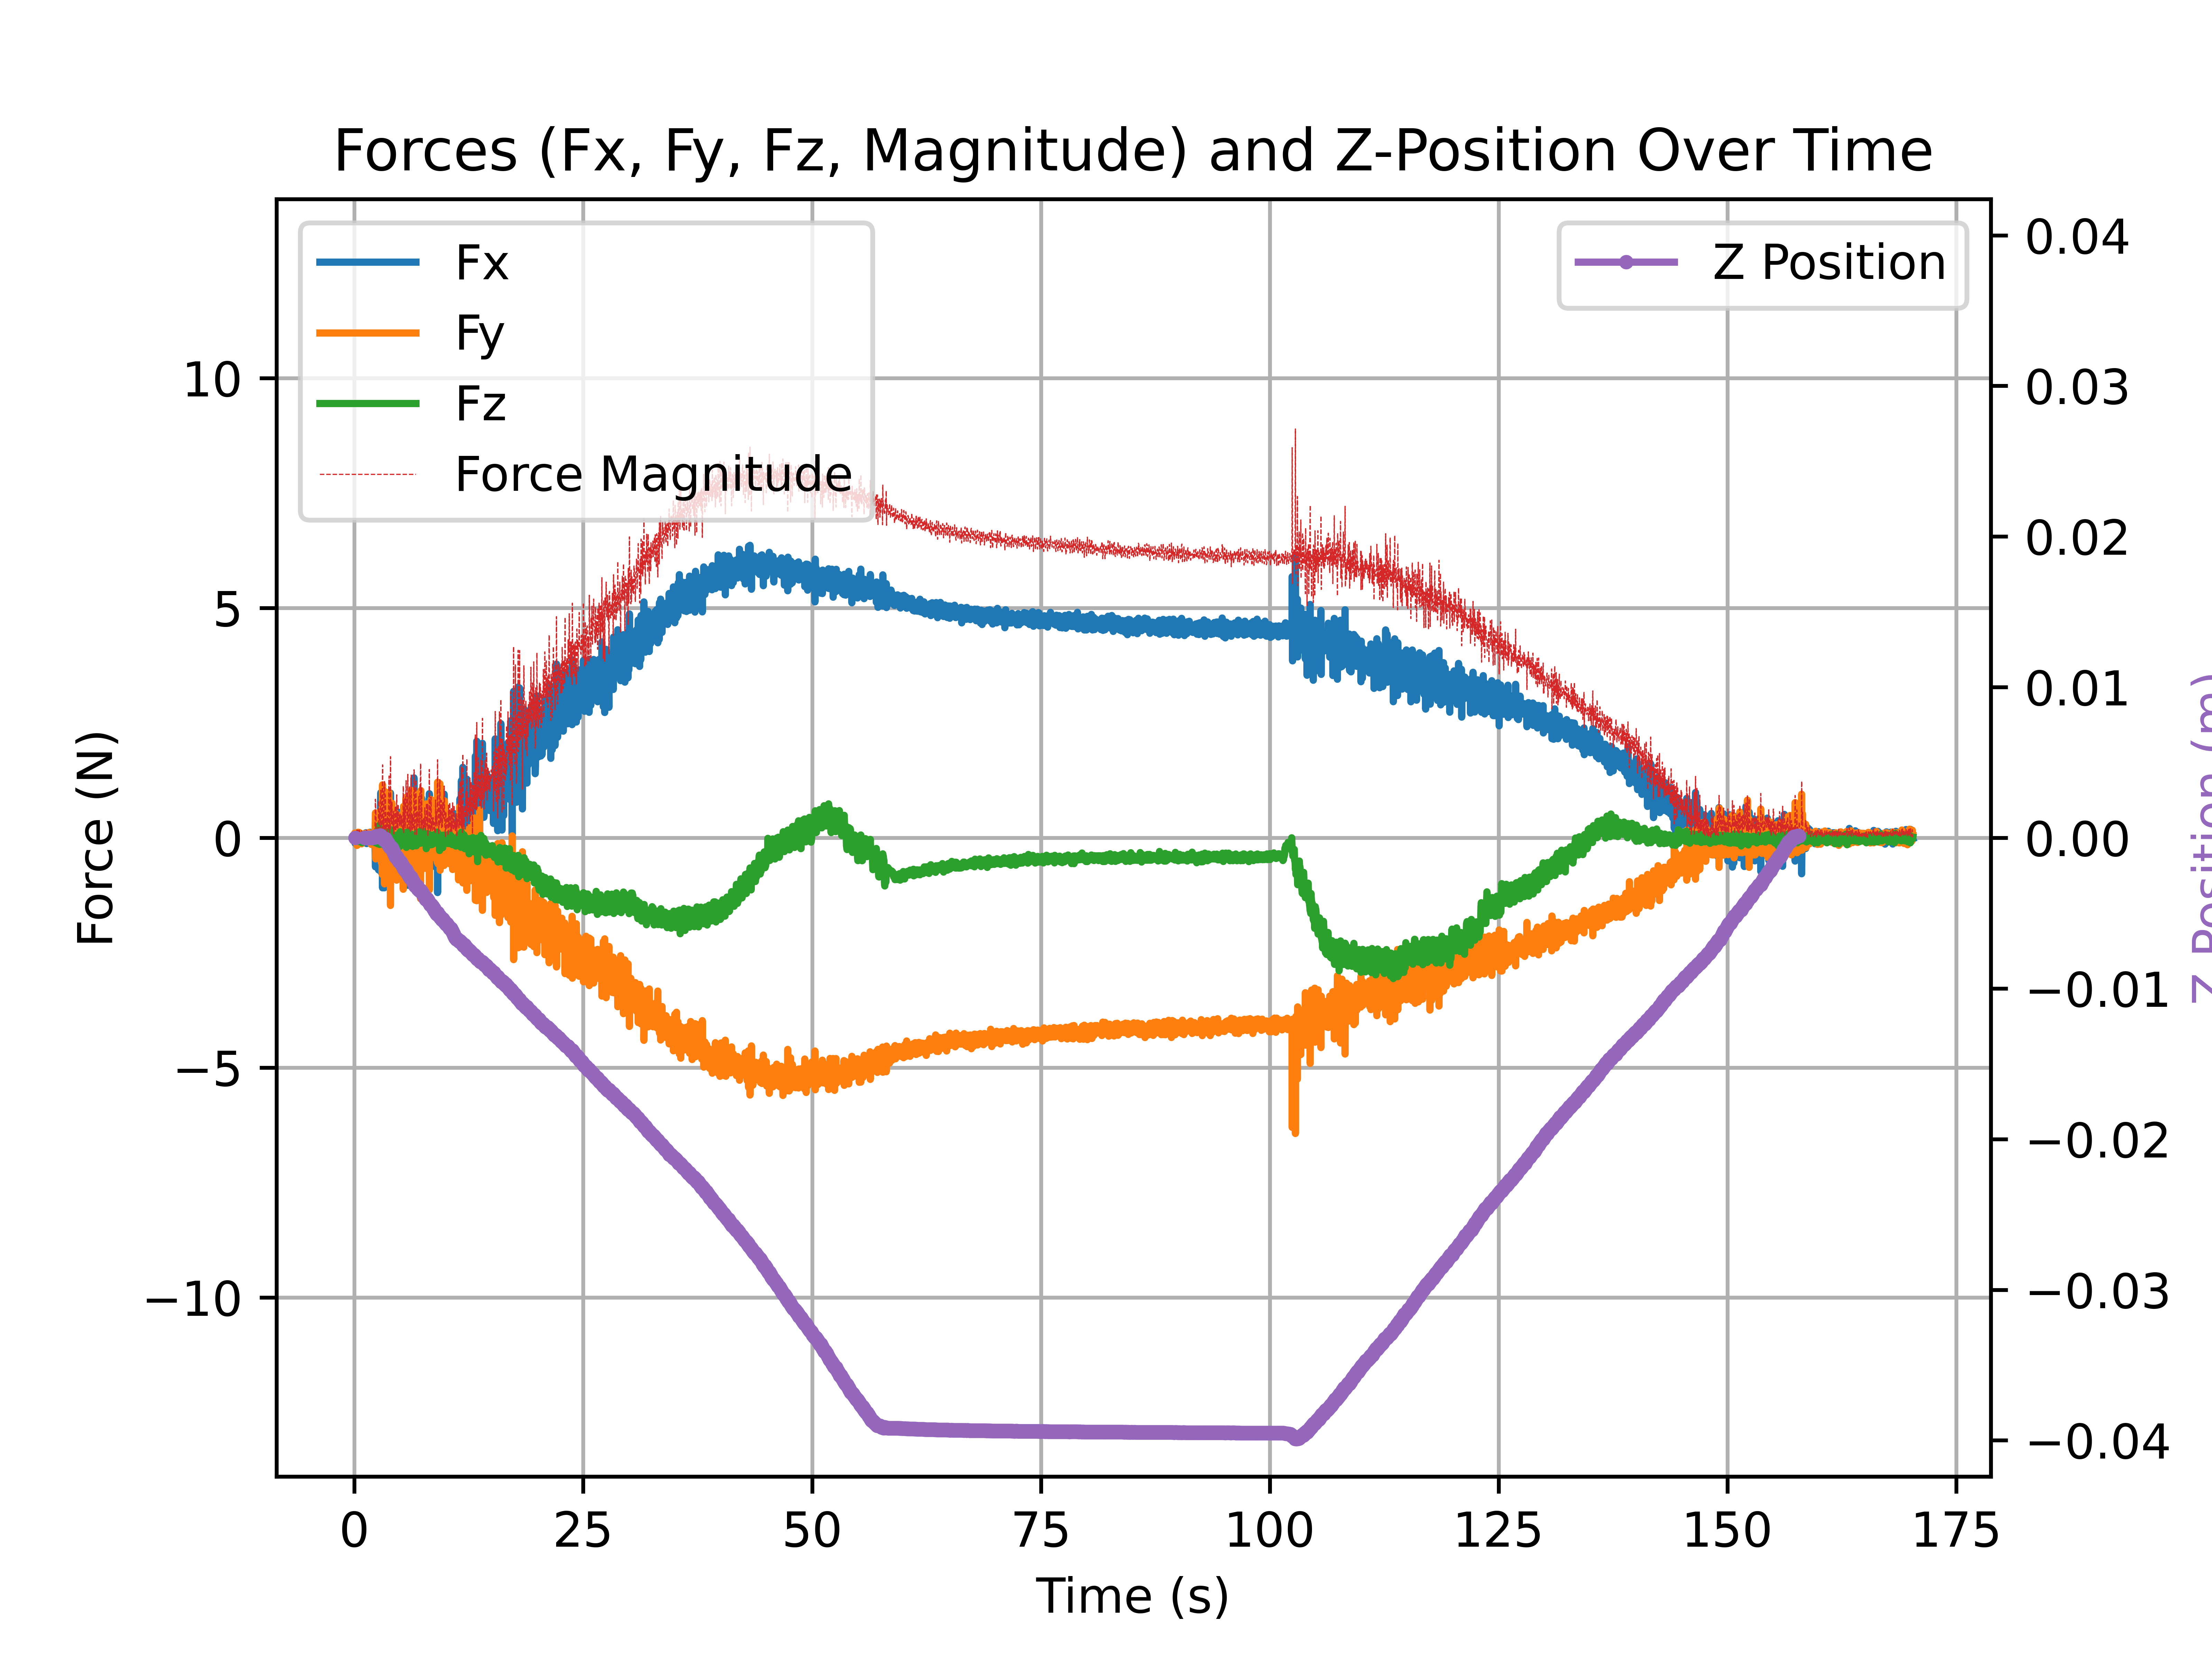 Forces (Fx, Fy, Fz, Magnitude) and Z-Position Over Time
Fx
Fy
Fz
Force Magnitude
Z Position
10
5
0
−5
−10
Force (N)
0.04
0.03
0.02
0.01
0.00
−0.01
−0.02
−0.03
−0.04
Z Position (m)
0 25 50 75 100 125 150 175
Time (s)